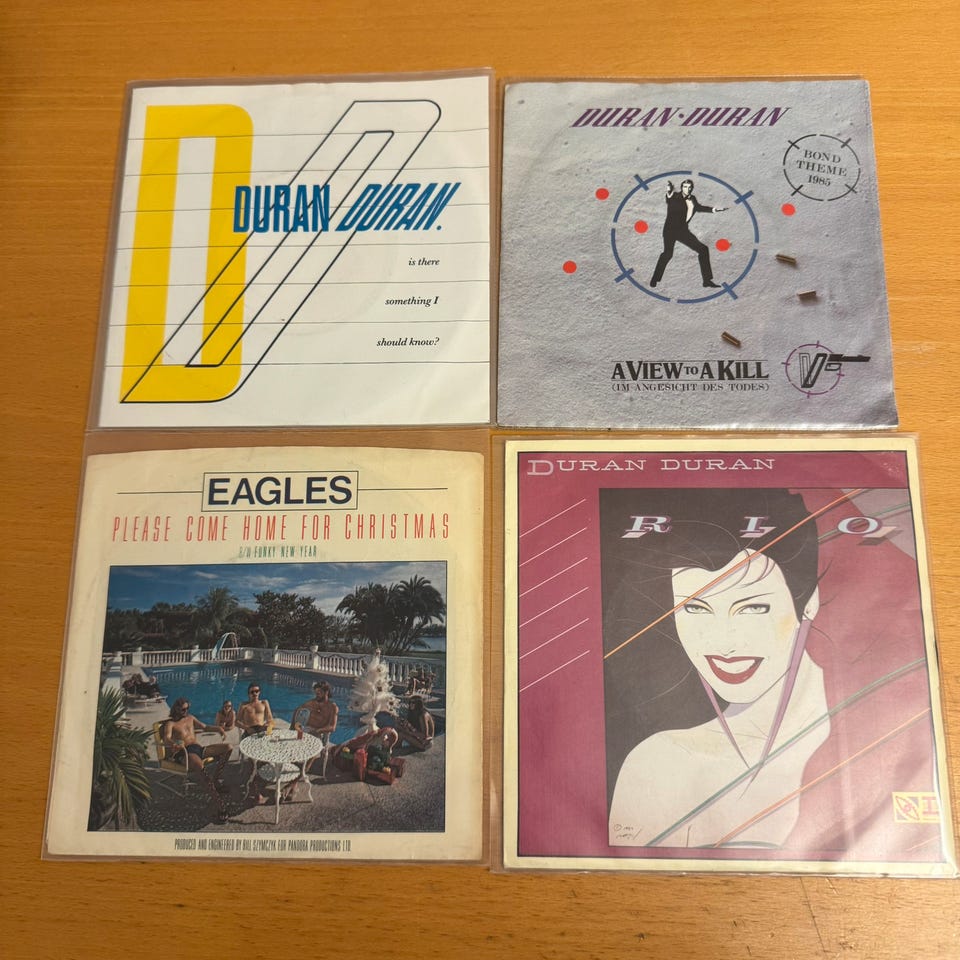 DURAN DURAN.
is there
something I
should know?
DURAN·DURAN
BOND
THEME
1985
A VIEW TO A KILL
(IM ANGESICHT DES TODES)
EAGLES
PLEASE COME HOME FOR CHRISTMAS
B/W FUNKY NEW YEAR
PRODUCED AND ENGINEERED BY BILL SZYMCZYK FOR PANDORA PRODUCTIONS LTD.
DURAN DURAN
RIO